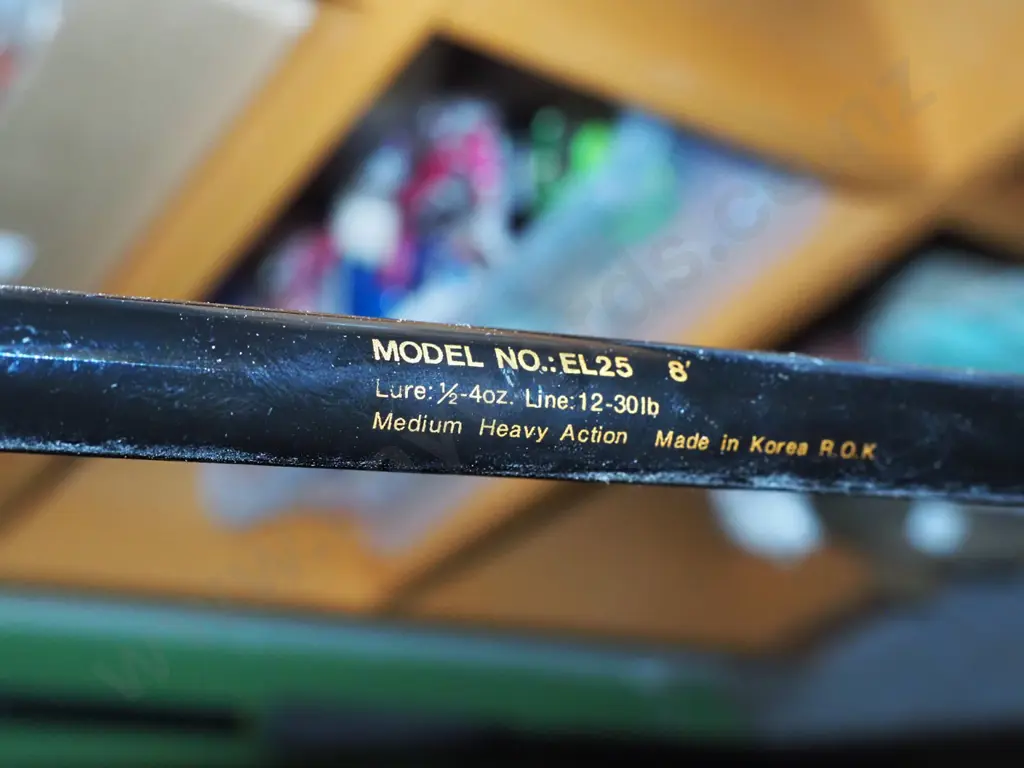 MODEL NO.: EL25 8'
Lure: ½-4oz. Line: 12-30lb
Medium Heavy Action Made in Korea R.O.K